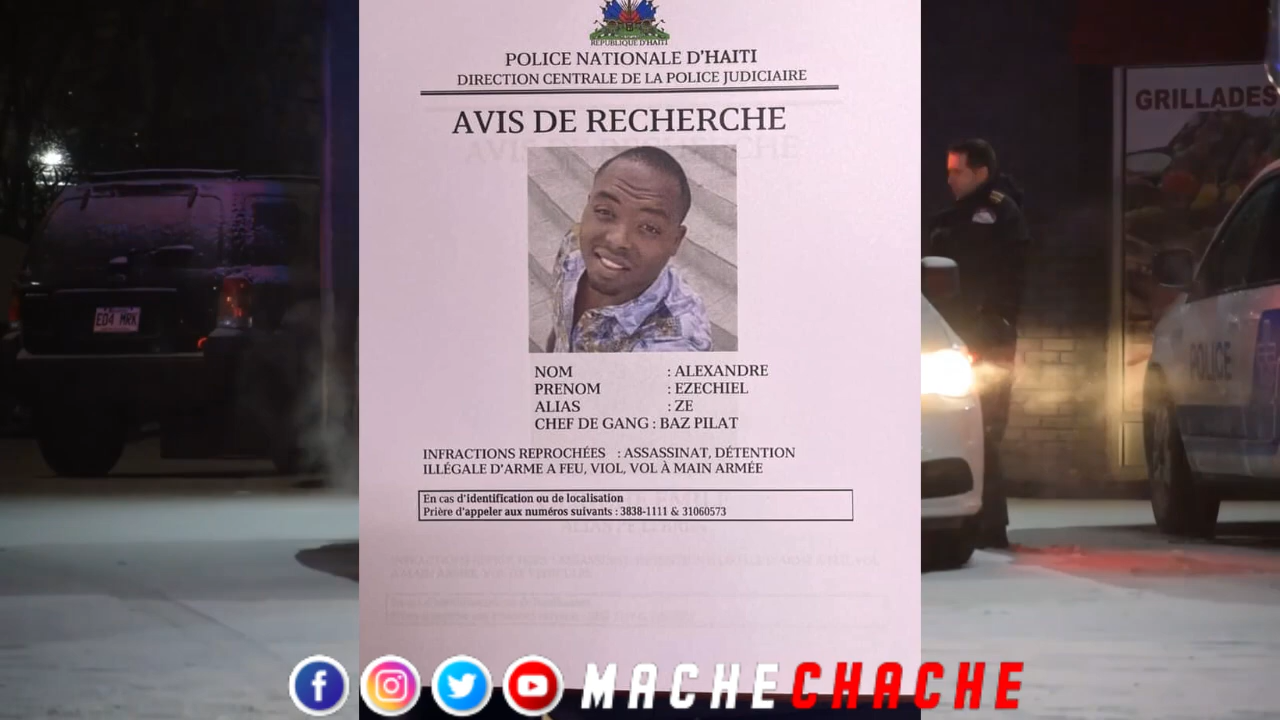 REPUBLIQUE D'HAITI
POLICE NATIONALE D'HAITI
DIRECTION CENTRALE DE LA POLICE JUDICIAIRE
AVIS DE RECHERCHE
NOM : ALEXANDRE
PRENOM : EZECHIEL
ALIAS : ZE
CHEF DE GANG : BAZ PILAT
INFRACTIONS REPROCHÉES : ASSASSINAT, DÉTENTION
ILLÉGALE D'ARME A FEU, VIOL, VOL À MAIN ARMÉE
En cas d'identification ou de localisation
Prière d'appeler aux numéros suivants : 3838-1111 & 31060573
E04 MRK
GRILLADES
POLICE
MACHECHACHE